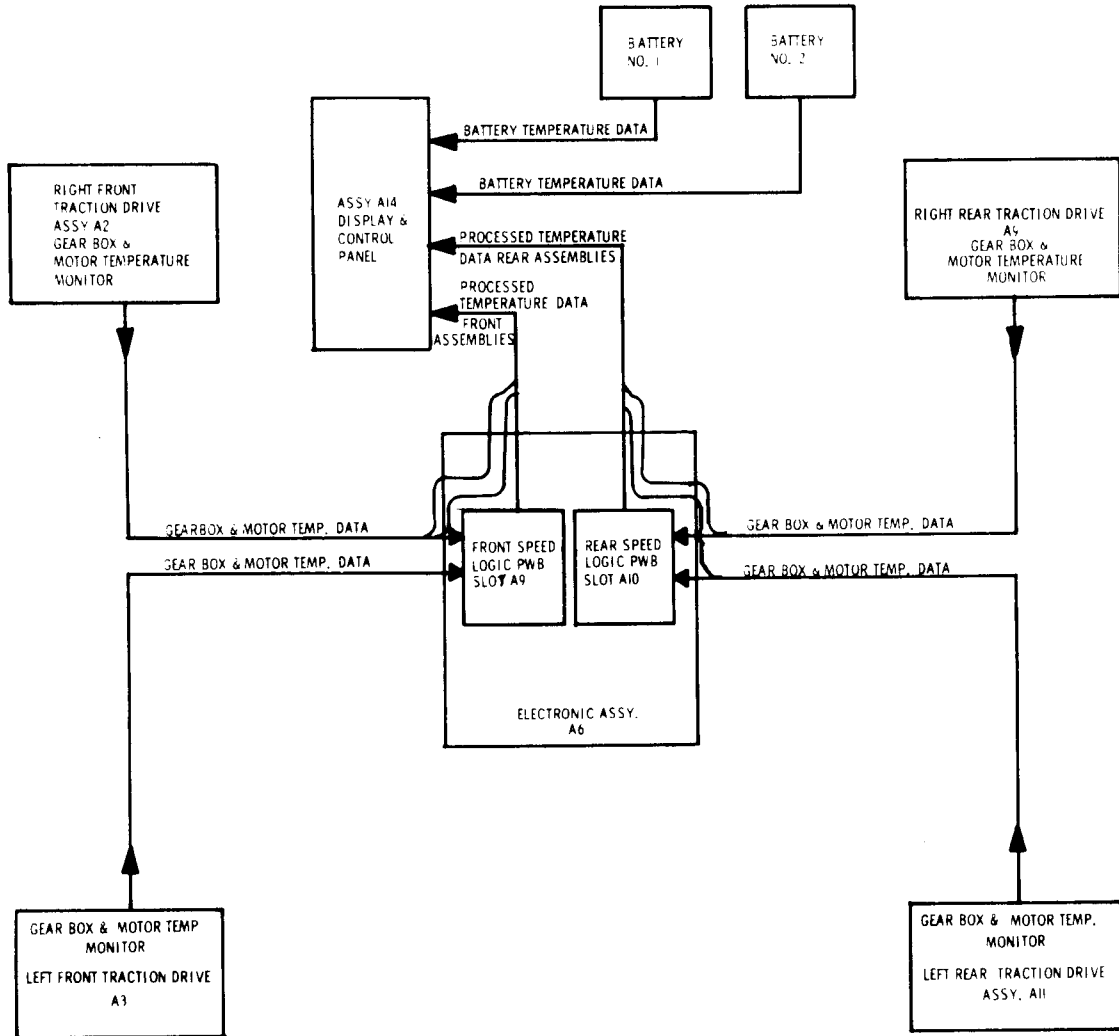 BATTERY
NO. 1
BATTERY
NO. 2
BATTERY TEMPERATURE DATA
BATTERY TEMPERATURE DATA
ASSY A14
DISPLAY &
CONTROL
PANEL
PROCESSED TEMPERATURE
DATA REAR ASSEMBLIES
PROCESSED
TEMPERATURE DATA
FRONT
ASSEMBLIES
RIGHT FRONT
TRACTION DRIVE
ASSY A2
GEAR BOX &
MOTOR TEMPERATURE
MONITOR
RIGHT REAR TRACTION DRIVE
GEAR BOX &
MOTOR TEMPERATURE
MONITOR
GEARBOX & MOTOR TEMP. DATA
GEAR BOX & MOTOR TEMP. DATA
FRONT SPEED
LOGIC PWB
SLOT A9
REAR SPEED
LOGIC PWB
SLOT A10
GEAR BOX & MOTOR TEMP. DATA
GEAR BOX & MOTOR TEMP. DATA
ELECTRONIC ASSY.
A6
GEAR BOX & MOTOR TEMP
MONITOR
LEFT FRONT TRACTION DRIVE
A3
GEAR BOX & MOTOR TEMP.
MONITOR
LEFT REAR TRACTION DRIVE
ASSY. A11